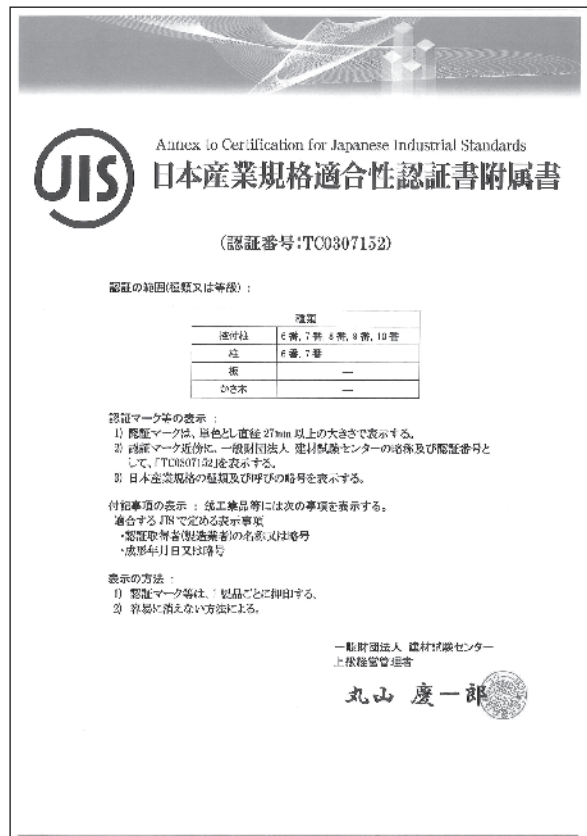 JIS
Annex to Certification for Japanese Industrial Standards
日本産業規格適合性認証書附属書
(認証番号:TC0307152)
認証の範囲(種類又は等級):
種類
控付柱 6番, 7番 8番, 9番, 10番
柱 6番, 7番
板 —
かさ木 —
認証マーク等の表示:
1) 認証マークは、単色とし直径27mm以上の大きさで表示する。
2) 認証マーク近傍に、一般財団法人 建材試験センターの略称及び認証番号と
して、「TC0307152」を表示する。
3) 日本産業規格の種類及び呼びの略号を表示する。
付記事項の表示 : 鉱工業品等には次の事項を表示する。
適合するJISで定める表示事項
・認証取得者(製造業者)の名称又は略号
・成形年月日又は略号
表示の方法 :
1) 認証マーク等は、1製品ごとに押印する。
2) 容易に消えない方法による。
一般財団法人 建材試験センター
上級経営管理者
丸山 慶一郎